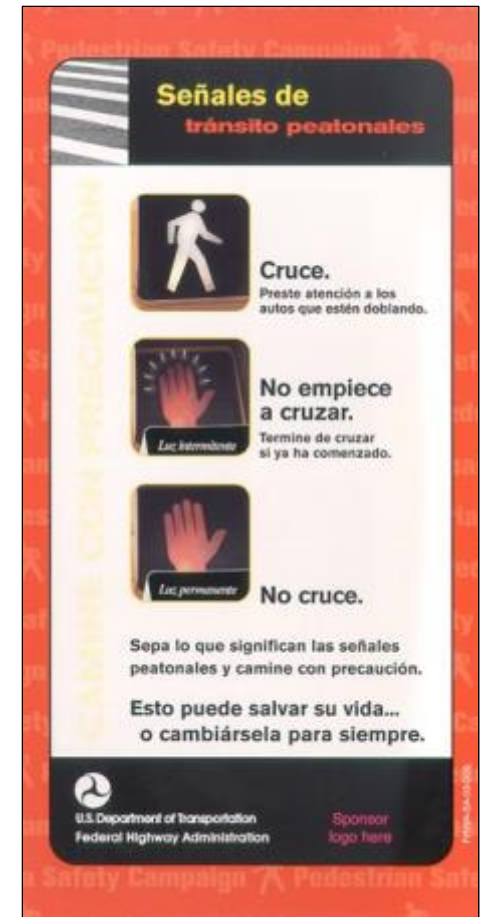 Pedestrian Safety Campaign
Señales de
tránsito peatonales
CAMINE CON PRECAUCIÓN
Cruce.
Preste atención a los
autos que estén doblando.
No empiece
a cruzar.
Luz intermitente
Termine de cruzar
si ya ha comenzado.
Luz permanente
No cruce.
Sepa lo que significan las señales
peatonales y camine con precaución.
Esto puede salvar su vida...
o cambiársela para siempre.
U.S. Department of Transportation
Federal Highway Administration
Sponsor
logo here
Safety Campaign
Pedestrian